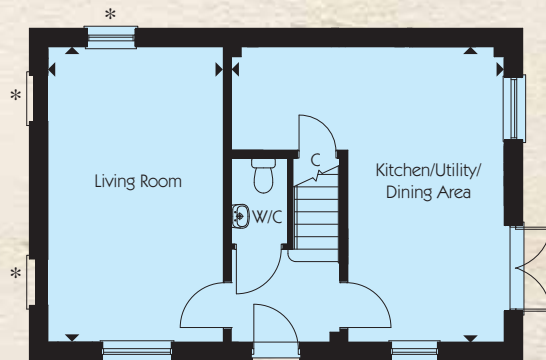 *
*
Living Room
C
Kitchen/Utility/
Dining Area
W/C
*